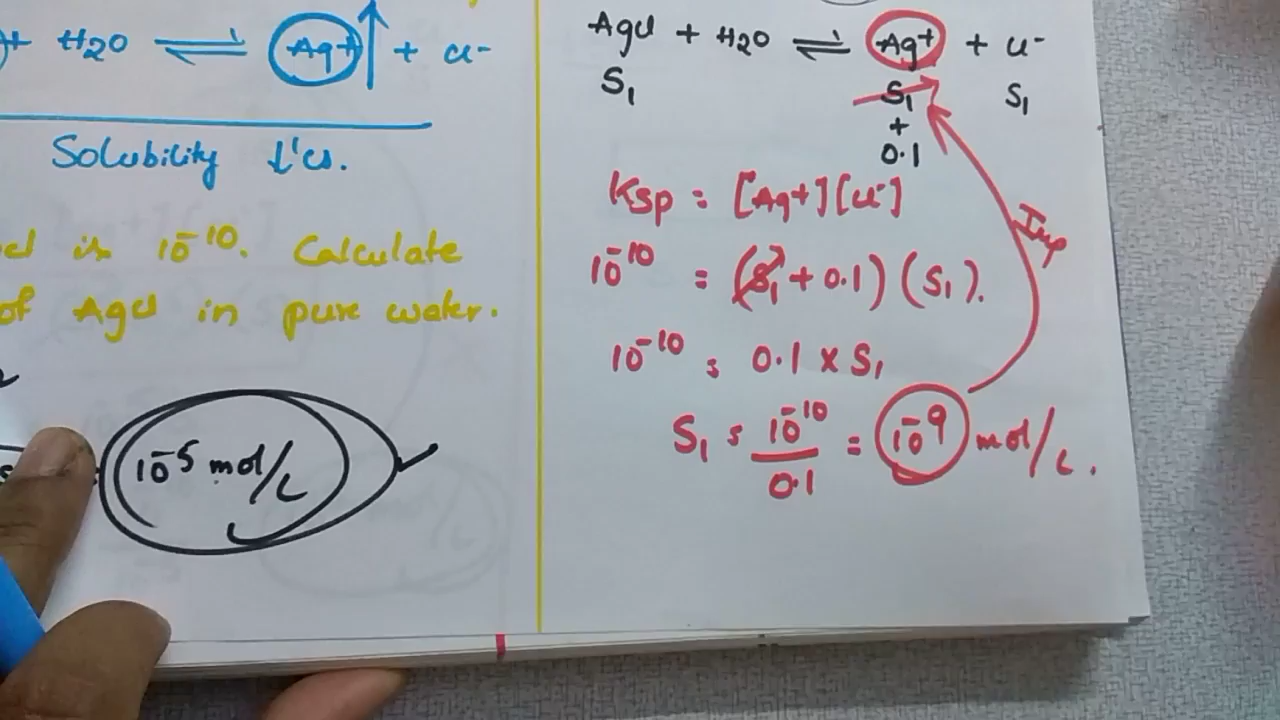 + H2O ⇌ Ag+ ↑ + Cl-
Solubility ↓'es.
is 10-10. Calculate
of AgCl in pure water.
10-5 mol/L ✓
AgCl + H2O ⇌ Ag+ + Cl-
S1 S1 S1
+
0.1
Ksp = [Ag+][Cl-]
10-10 = (S1 + 0.1) (S1).
10-10 = 0.1 x S1
S1 = 10-10 / 0.1 = 10-9 mol/L.
Imp